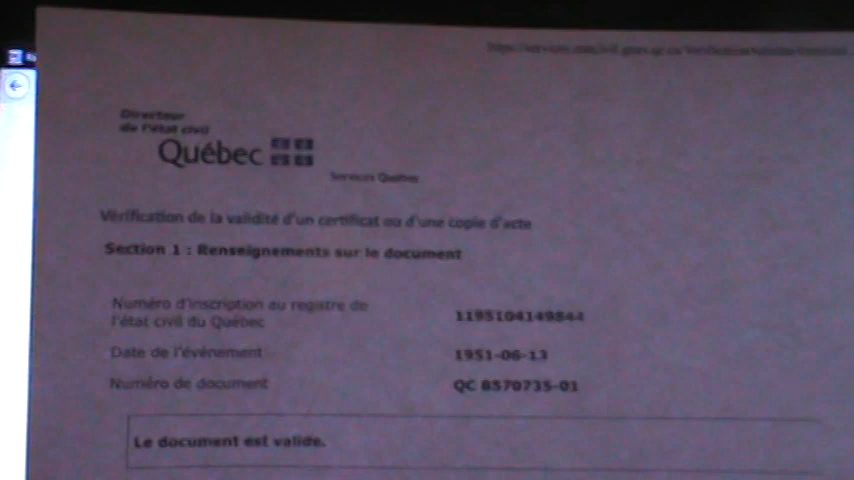 Directeur
de l'état civil
Québec
Services Québec
Vérification de la validité d'un certificat ou d'une copie d'acte
Section 1 : Renseignements sur le document
Numéro d'inscription au registre de
l'état civil du Québec
1195104149844
Date de l'événement
1951-06-13
Numéro de document
QC 8570735-01
Le document est valide.